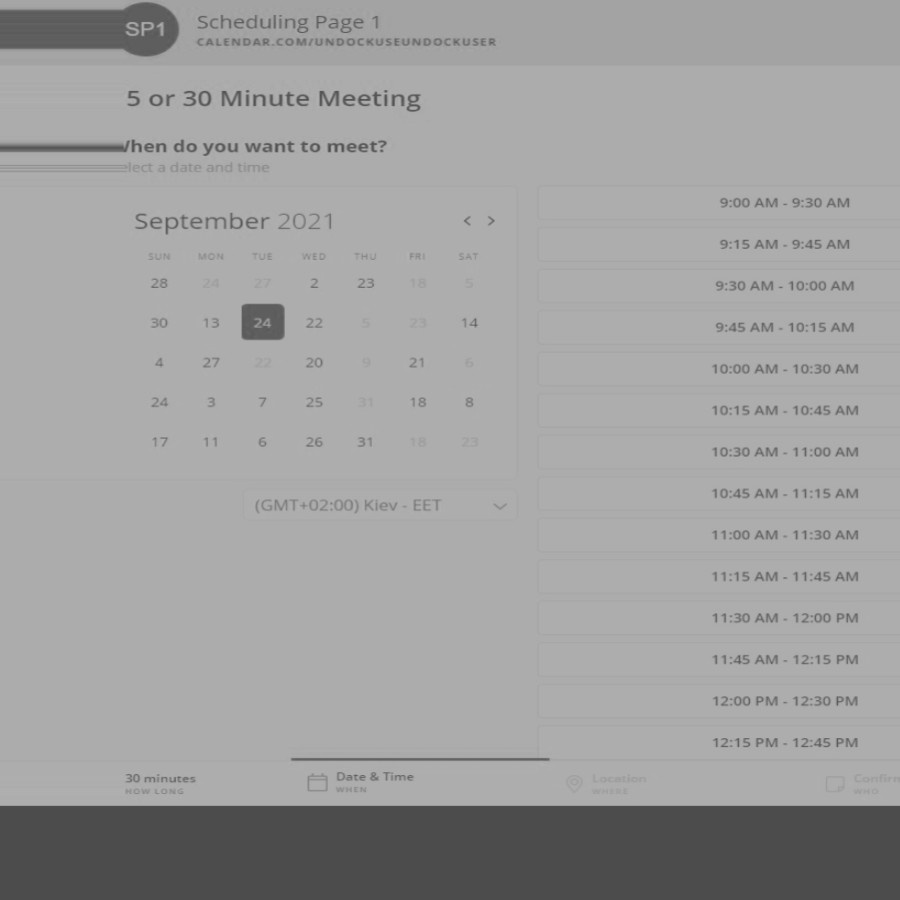 SP1
Scheduling Page 1
CALENDAR.COM/UNDOCKUSEUNDOCKUSER
5 or 30 Minute Meeting
hen do you want to meet?
lect a date and time
September 2021
SUN MON TUE WED THU FRI SAT
28 24 27 2 23 18 5
30 13 24 22 5 23 14
4 27 22 20 9 21 6
24 3 7 25 31 18 8
17 11 6 26 31 18 23
(GMT+02:00) Kiev - EET
9:00 AM - 9:30 AM
9:15 AM - 9:45 AM
9:30 AM - 10:00 AM
9:45 AM - 10:15 AM
10:00 AM - 10:30 AM
10:15 AM - 10:45 AM
10:30 AM - 11:00 AM
10:45 AM - 11:15 AM
11:00 AM - 11:30 AM
11:15 AM - 11:45 AM
11:30 AM - 12:00 PM
11:45 AM - 12:15 PM
12:00 PM - 12:30 PM
12:15 PM - 12:45 PM
30 minutes
HOW LONG
Date & Time
WHEN
Location
WHERE
Confirm
WHO